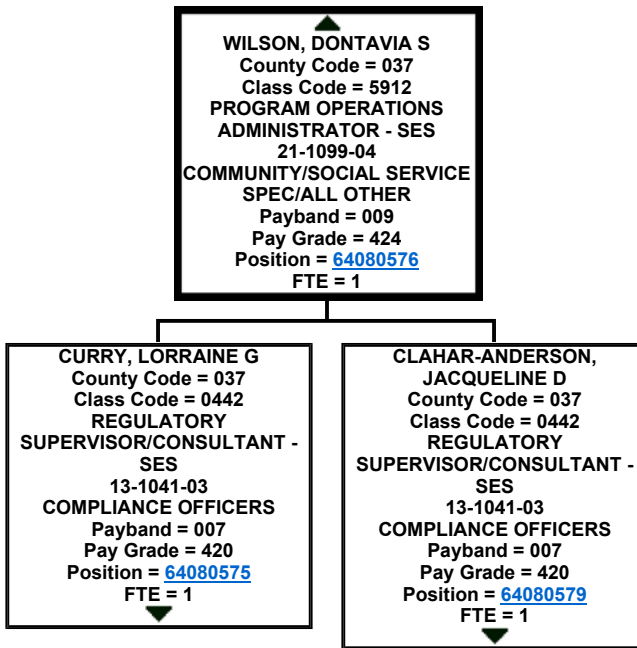 WILSON, DONTAVIA S
County Code = 037
Class Code = 5912
PROGRAM OPERATIONS
ADMINISTRATOR - SES
21-1099-04
COMMUNITY/SOCIAL SERVICE
SPEC/ALL OTHER
Payband = 009
Pay Grade = 424
Position = 64080576
FTE = 1
CURRY, LORRAINE G
County Code = 037
Class Code = 0442
REGULATORY
SUPERVISOR/CONSULTANT -
SES
13-1041-03
COMPLIANCE OFFICERS
Payband = 007
Pay Grade = 420
Position = 64080575
FTE = 1
CLAHAR-ANDERSON,
JACQUELINE D
County Code = 037
Class Code = 0442
REGULATORY
SUPERVISOR/CONSULTANT -
SES
13-1041-03
COMPLIANCE OFFICERS
Payband = 007
Pay Grade = 420
Position = 64080579
FTE = 1